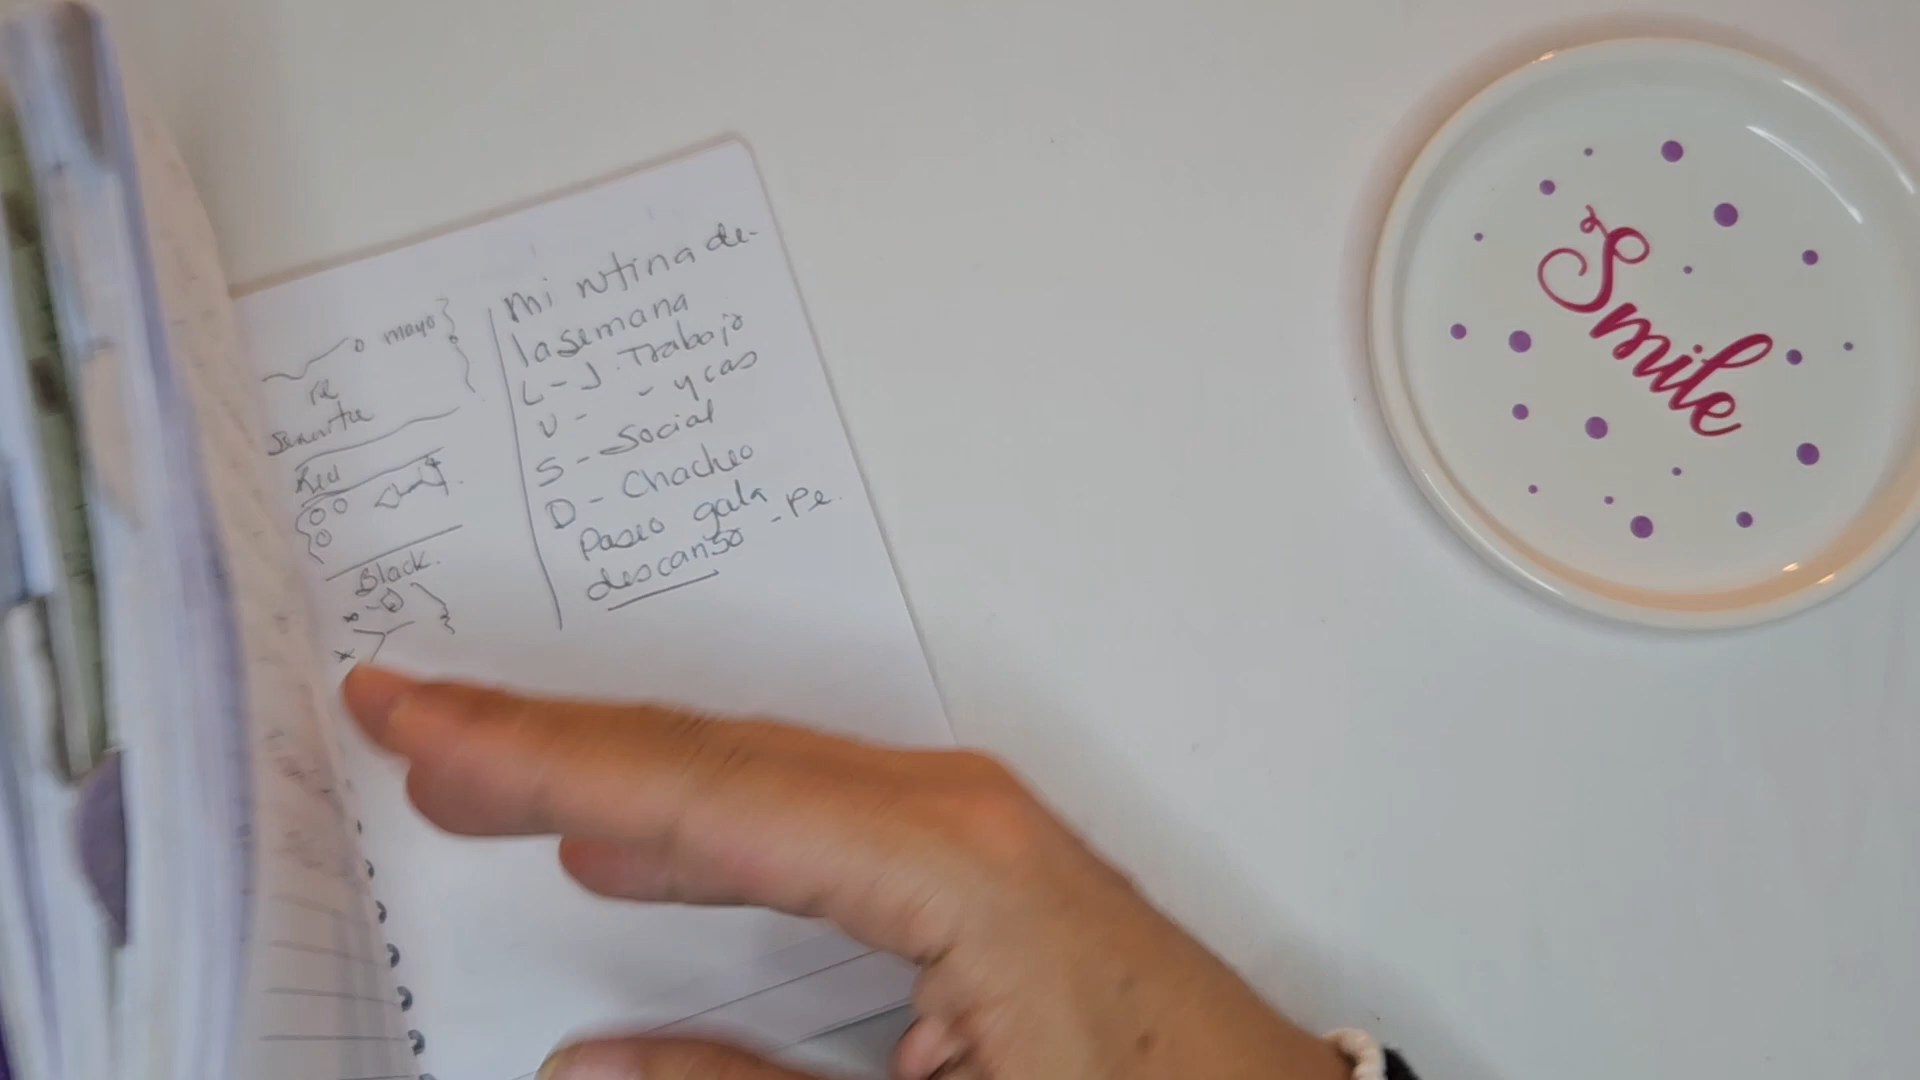 mayo
Red
Black.
mi rutina de-
la semana
L - J. Trabajo
V - - y cas
S - Social
D - Chacheo
Paseo gala
descanso - Pe.
Smile